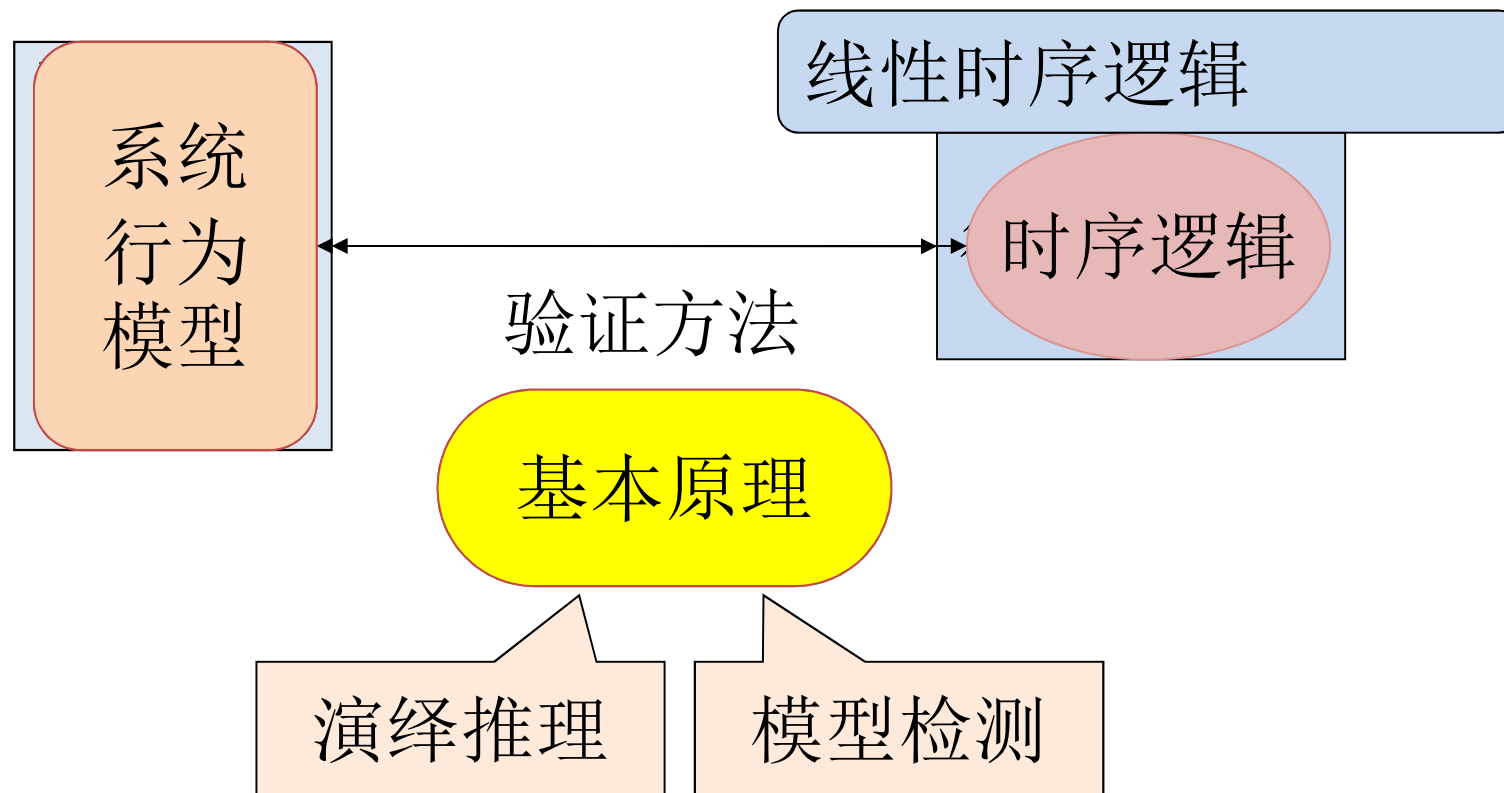 线性时序逻辑
系统
行为
模型
时序逻辑
验证方法
基本原理
演绎推理
模型检测